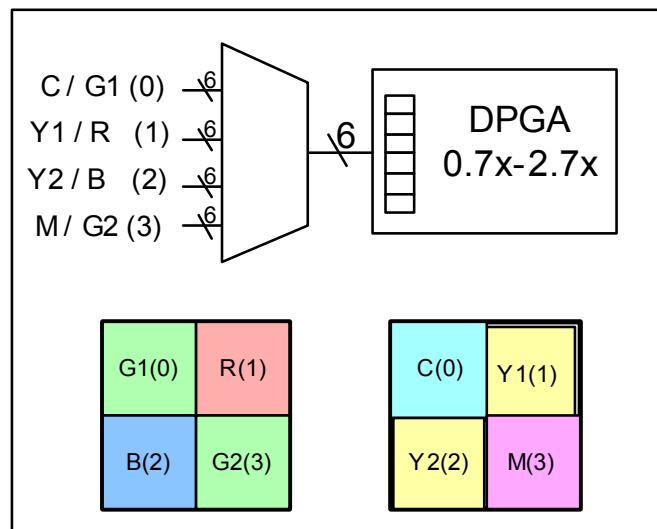 C / G1 (0)
6
Y1 / R (1)
6
Y2 / B (2)
6
M / G2 (3)
6
6
DPGA
0.7x-2.7x
G1(0)
R(1)
B(2)
G2(3)
C(0)
Y1(1)
Y2(2)
M(3)